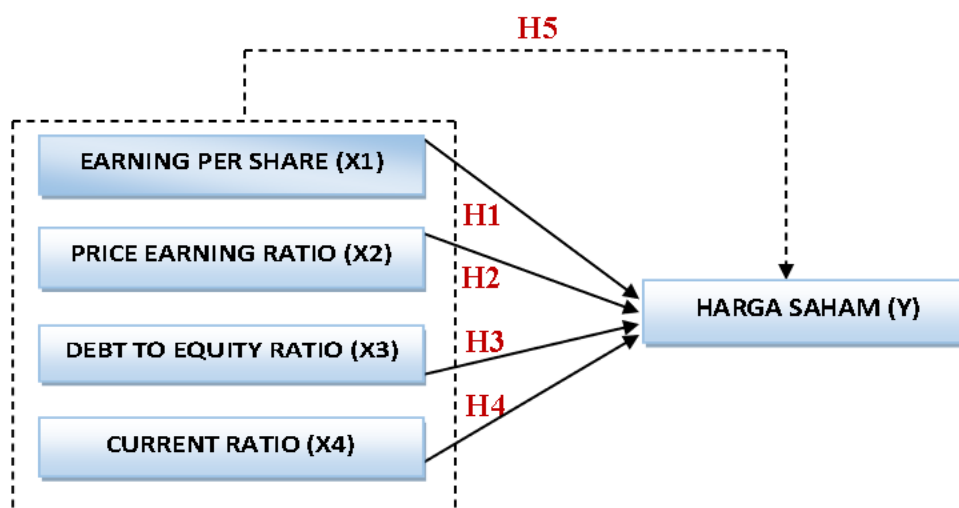 H5
EARNING PER SHARE (X1)
H1
PRICE EARNING RATIO (X2)
H2
HARGA SAHAM (Y)
DEBT TO EQUITY RATIO (X3)
H3
H4
CURRENT RATIO (X4)